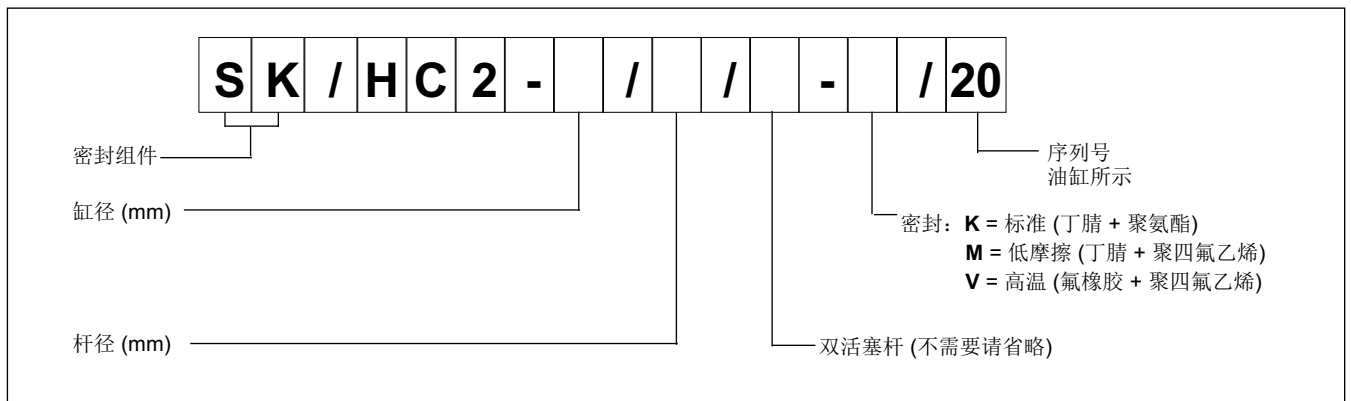 SK/HC2- / / - /20
密封组件
序列号
油缸所示
缸径 (mm)
密封：K = 标准 (丁腈 + 聚氨酯)
M = 低摩擦 (丁腈 + 聚四氟乙烯)
V = 高温 (氟橡胶 + 聚四氟乙烯)
杆径 (mm)
双活塞杆 (不需要请省略)